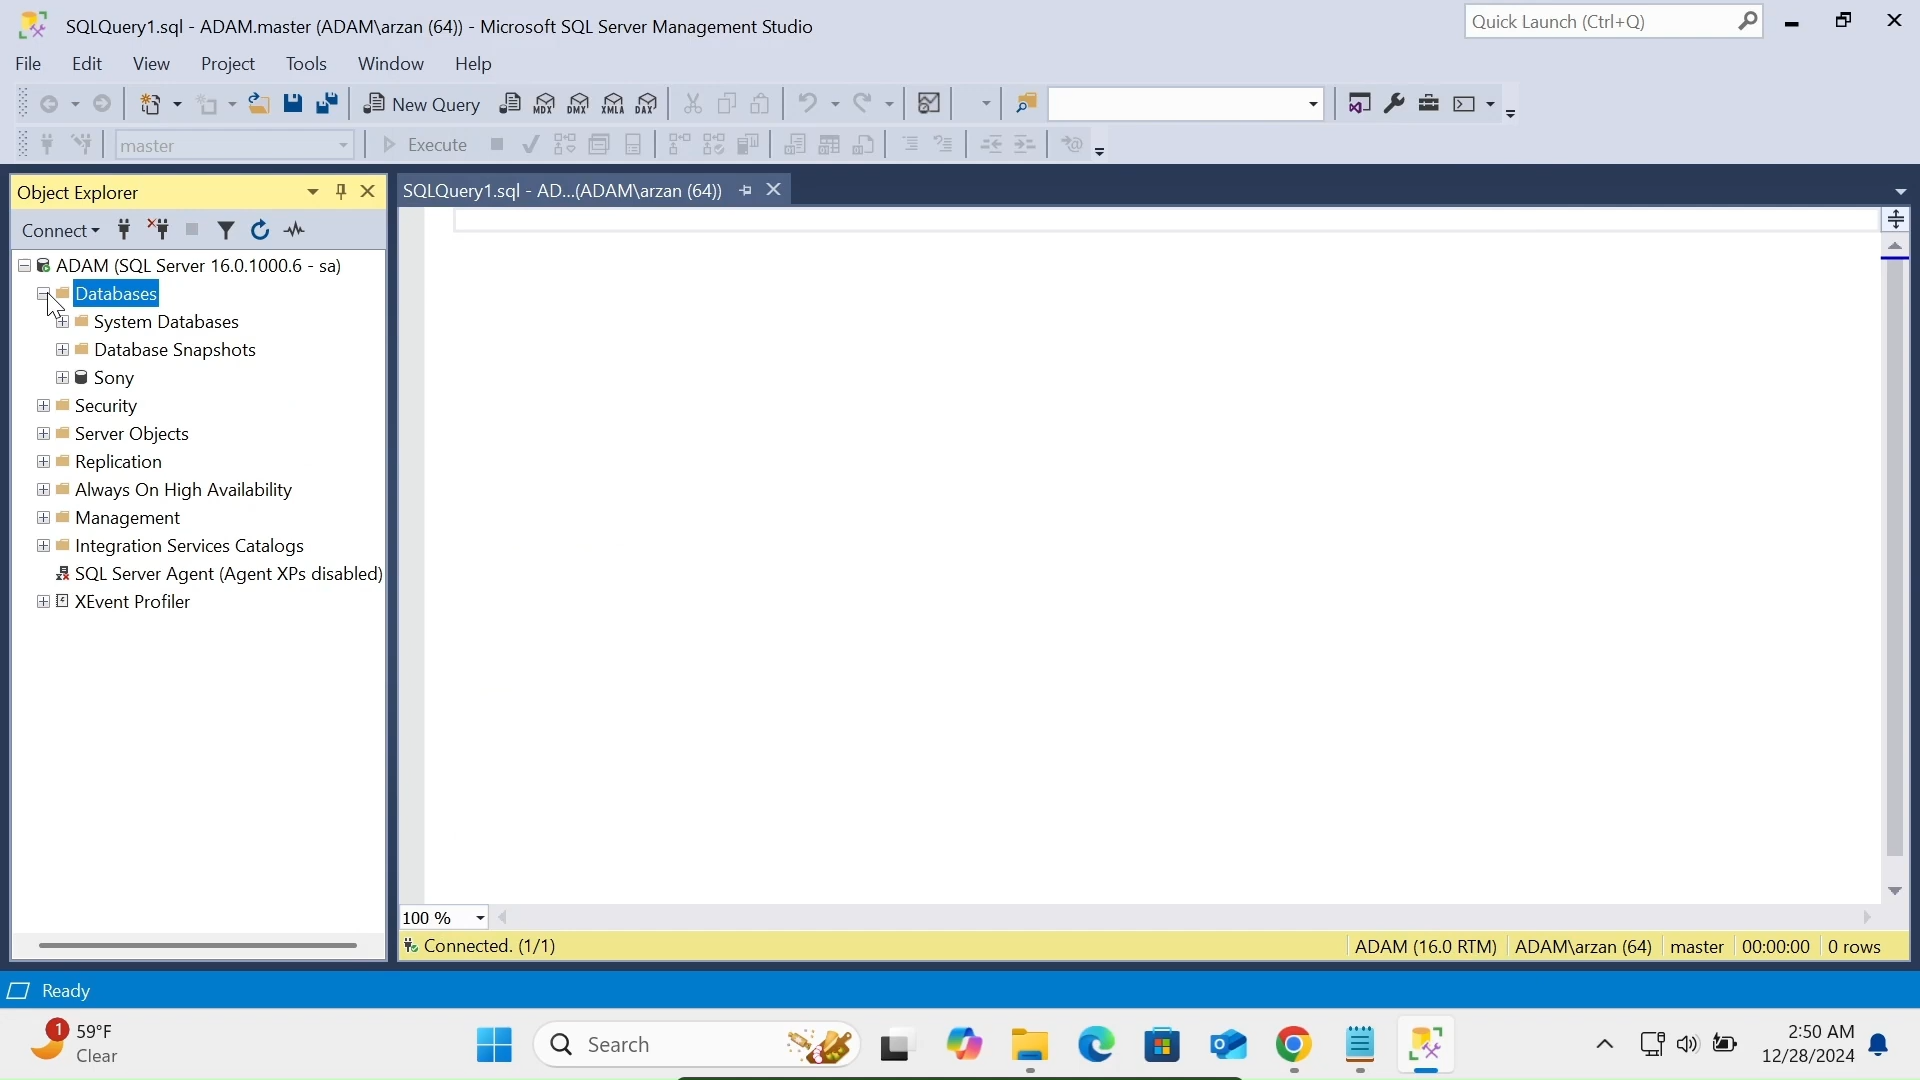 SQLQuery1.sql - ADAM.master (ADAM\arzan (64)) - Microsoft SQL Server Management Studio
Quick Launch (Ctrl+Q)
File Edit View Project Tools Window Help
New Query MDX DMX XMLA DAX
master Execute
Object Explorer
SQLQuery1.sql - AD...(ADAM\arzan (64))
Connect
ADAM (SQL Server 16.0.1000.6 - sa)
Databases
System Databases
Database Snapshots
Sony
Security
Server Objects
Replication
Always On High Availability
Management
Integration Services Catalogs
SQL Server Agent (Agent XPs disabled)
XEvent Profiler
100 %
Connected. (1/1) ADAM (16.0 RTM) ADAM\arzan (64) master 00:00:00 0 rows
Ready
1 59°F
Clear
Search
2:50 AM
12/28/2024